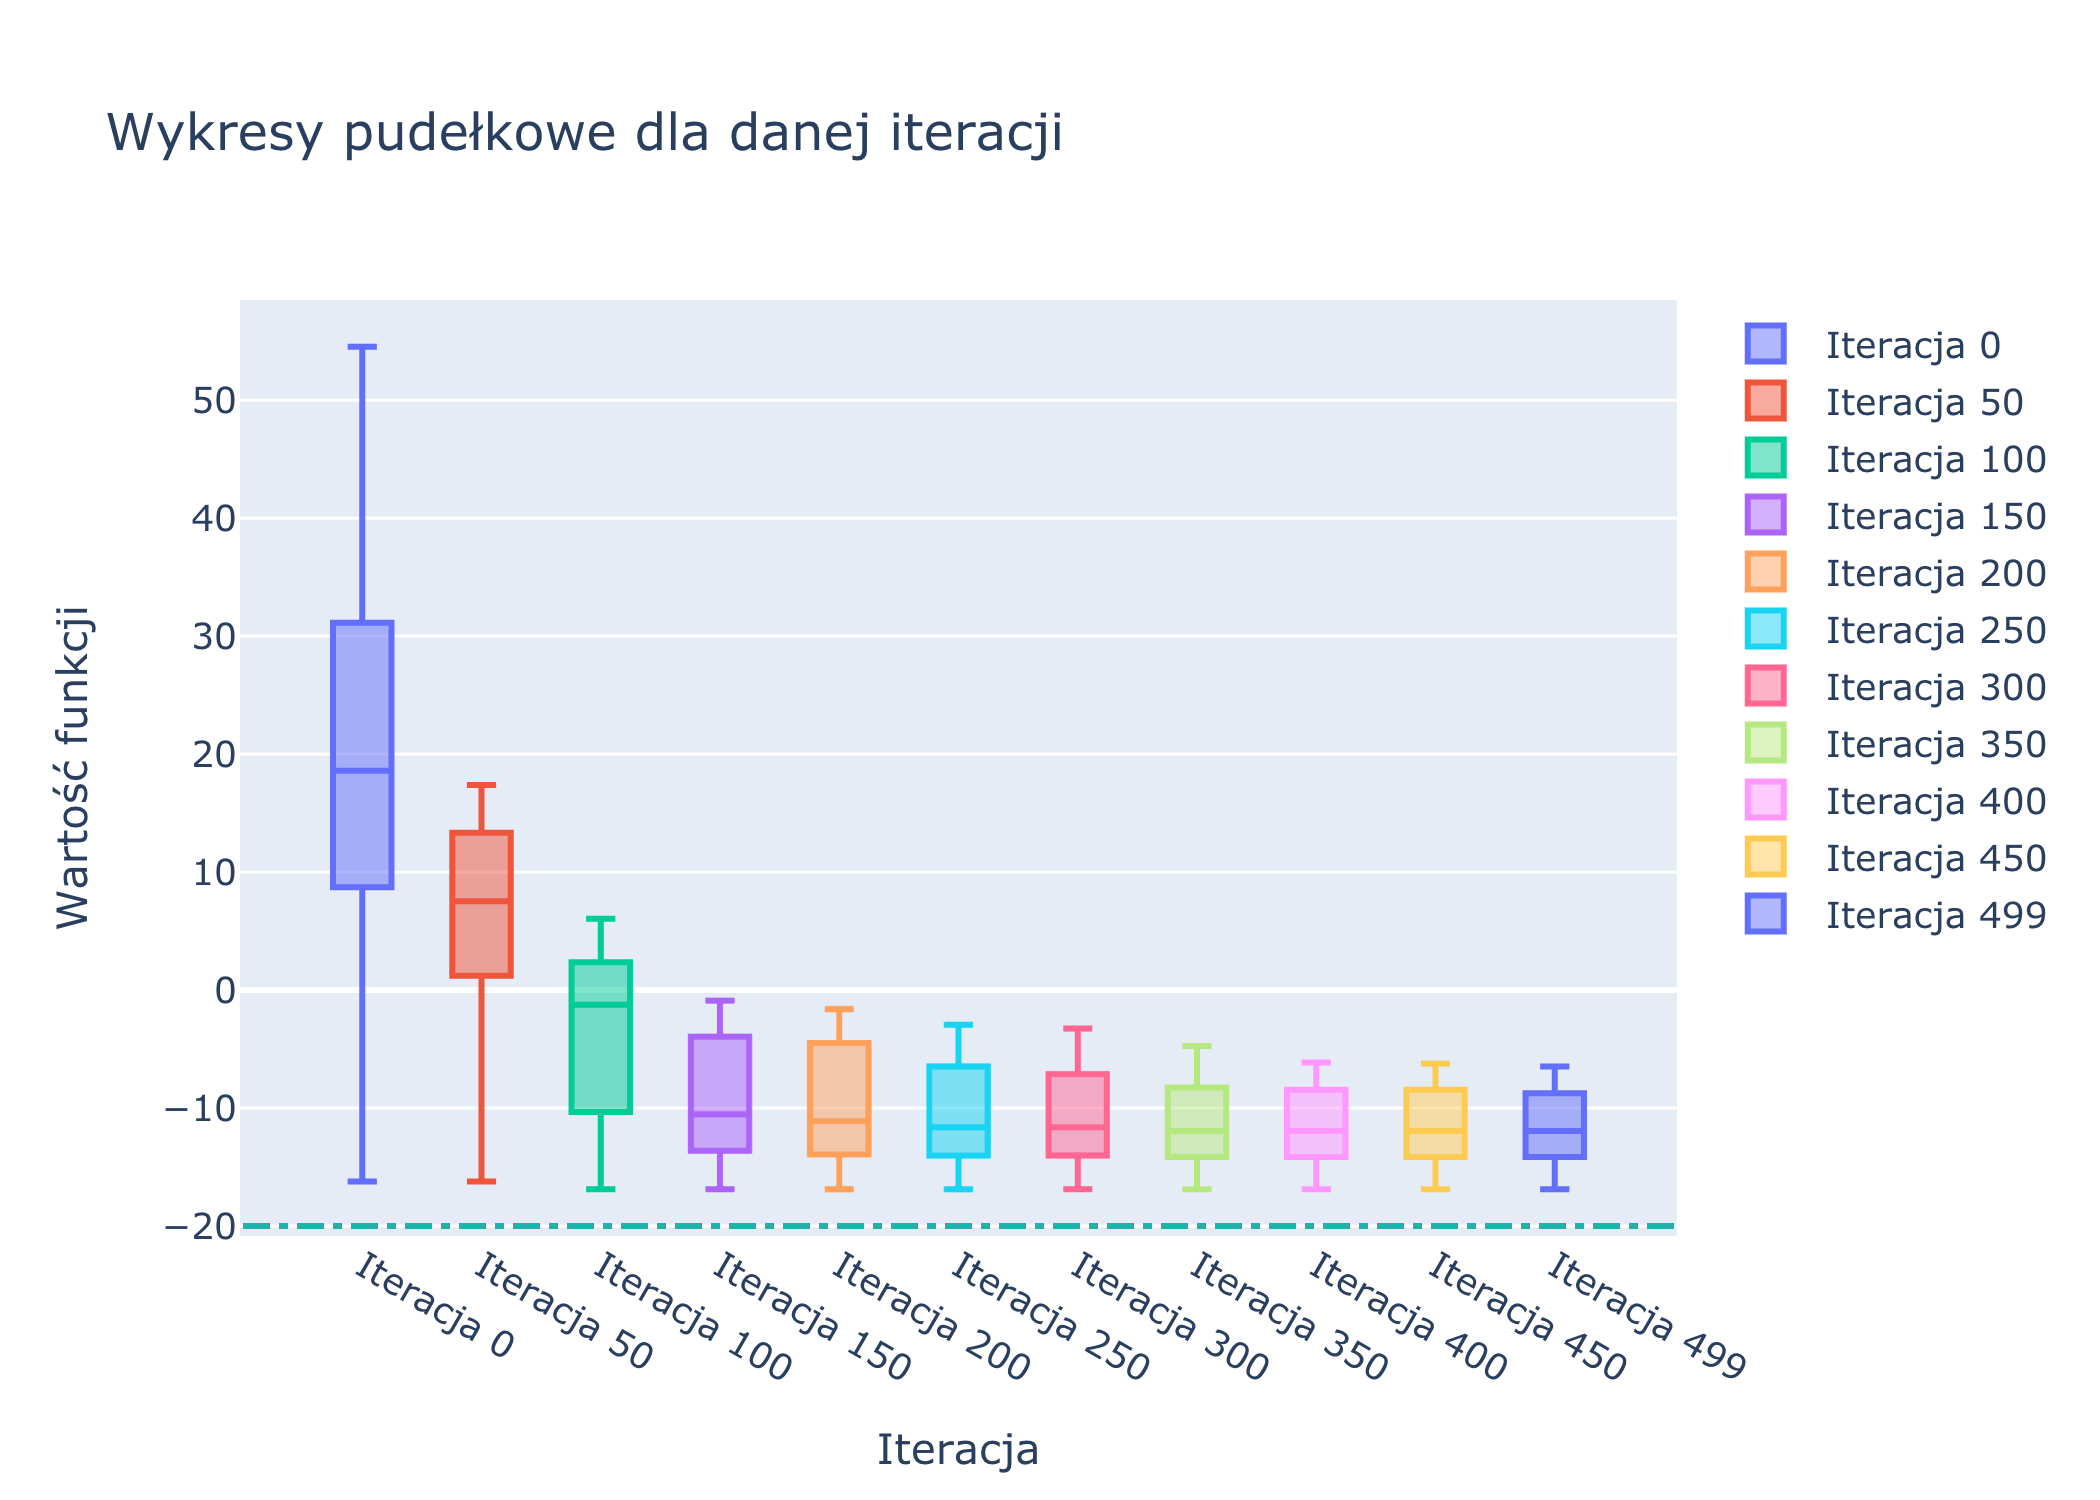 Wykresy pudełkowe dla danej iteracji
Wartość funkcji
50
40
30
20
10
0
−10
−20
Iteracja 0
Iteracja 50
Iteracja 100
Iteracja 150
Iteracja 200
Iteracja 250
Iteracja 300
Iteracja 350
Iteracja 400
Iteracja 450
Iteracja 499
Iteracja
Iteracja 0
Iteracja 50
Iteracja 100
Iteracja 150
Iteracja 200
Iteracja 250
Iteracja 300
Iteracja 350
Iteracja 400
Iteracja 450
Iteracja 499